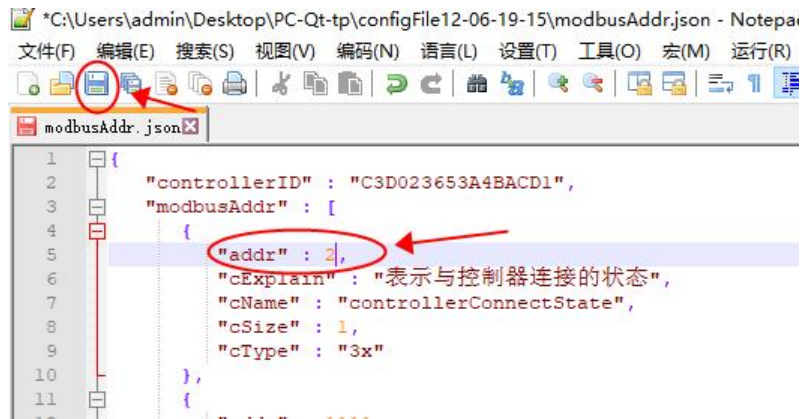 *C:\Users\admin\Desktop\PC-Qt-tp\configFile12-06-19-15\modbusAddr.json - Notepad
文件(F) 编辑(E) 搜索(S) 视图(V) 编码(N) 语言(L) 设置(T) 工具(O) 宏(M) 运行(R)
modbusAddr.json
1 {
2 "controllerID" : "C3D023653A4BACD1",
3 "modbusAddr" : [
4 {
5 "addr" : 2,
6 "cExplain" : "表示与控制器连接的状态",
7 "cName" : "controllerConnectState",
8 "cSize" : 1,
9 "cType" : "3x"
10 },
11 {